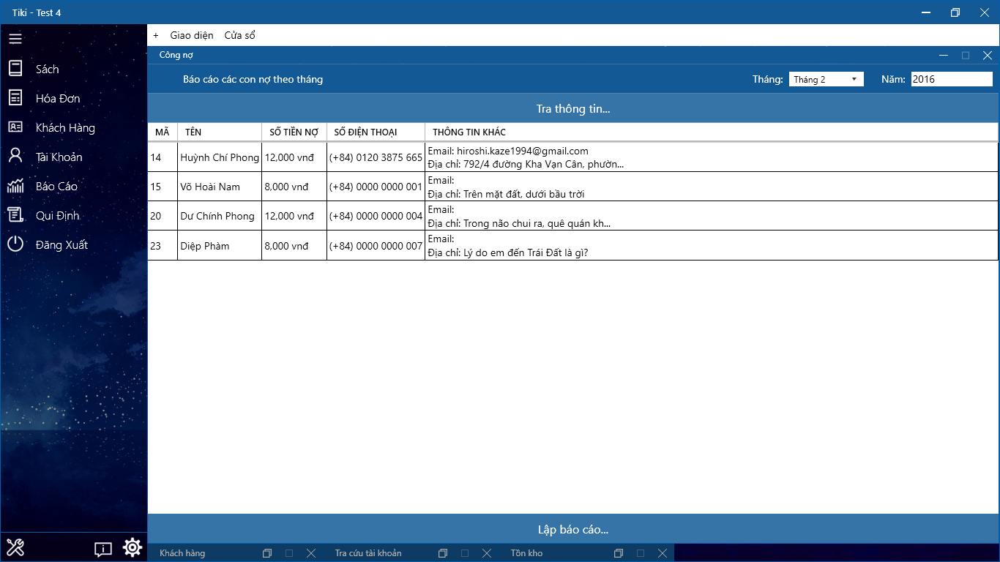 Tiki - Test 4
+ Giao diện Cửa sổ
Công nợ
Báo cáo các con nợ theo tháng
Tháng: Tháng 2 Năm: 2016
Tra thông tin...
Sách
Hóa Đơn
Khách Hàng
Tài Khoản
Báo Cáo
Qui Định
Đăng Xuất
MÃ TÊN SỐ TIỀN NỢ SỐ ĐIỆN THOẠI THÔNG TIN KHÁC
14 Huỳnh Chí Phong 12,000 vnđ (+84) 0120 3875 665 Email: hiroshi.kaze1994@gmail.com
Địa chỉ: 792/4 đường Kha Vạn Cân, phườn...
15 Võ Hoài Nam 8,000 vnđ (+84) 0000 0000 001 Email:
Địa chỉ: Trên mặt đất, dưới bầu trời
20 Dư Chính Phong 12,000 vnđ (+84) 0000 0000 004 Email:
Địa chỉ: Trong não chui ra, quê quán kh...
23 Diệp Phàm 8,000 vnđ (+84) 0000 0000 007 Email:
Địa chỉ: Lý do em đến Trái Đất là gì?
Lập báo cáo...
Khách hàng Tra cứu tài khoản Tồn kho